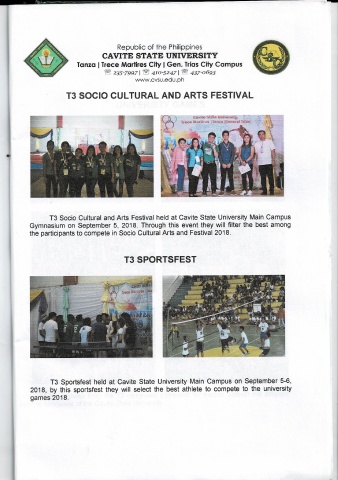 Republic of the Philippines
CAVITE STATE UNIVERSITY
Tanza | Trece Martires City | Gen. Trias City Campus
☏ 235-7997 | ☏ 410-5247 | ☏ 437-0693
www.cvsu.edu.ph
T3 SOCIO CULTURAL AND ARTS FESTIVAL
T3 Socio Cultural and Arts Festival held at Cavite State University Main Campus
Gymnasium on September 5, 2018. Through this event they will filter the best among
the participants to compete in Socio Cultural Arts and Festival 2018.
T3 SPORTSFEST
T3 Sportsfest held at Cavite State University Main Campus on September 5-6,
2018, by this sportsfest they will select the best athlete to compete to the university
games 2018.